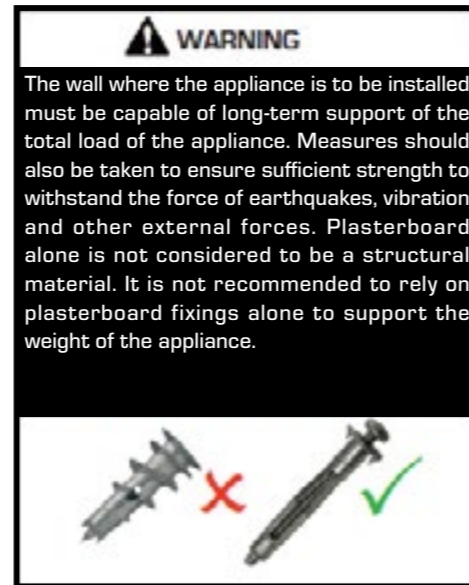 WARNING
The wall where the appliance is to be installed
must be capable of long-term support of the
total load of the appliance. Measures should
also be taken to ensure sufficient strength to
withstand the force of earthquakes, vibration
and other external forces. Plasterboard
alone is not considered to be a structural
material. It is not recommended to rely on
plasterboard fixings alone to support the
weight of the appliance.